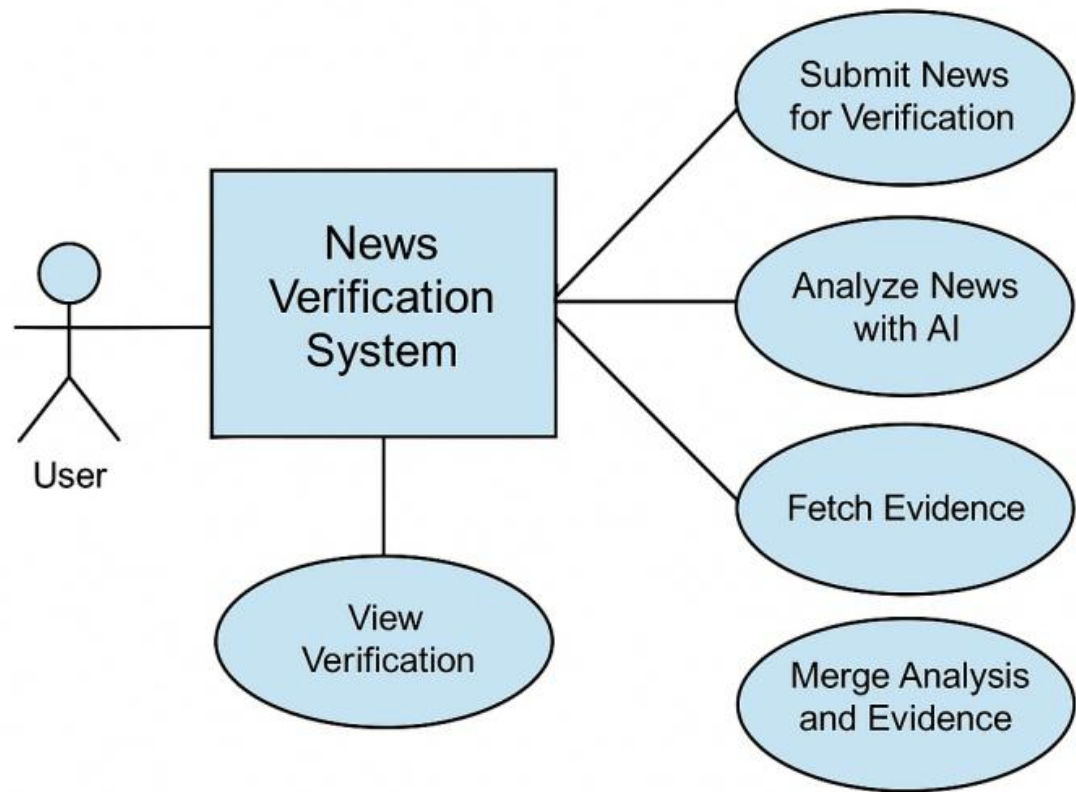 Submit News
for Verification
News
Verification
System
Analyze News
with AI
User
Fetch Evidence
View
Verification
Merge Analysis
and Evidence